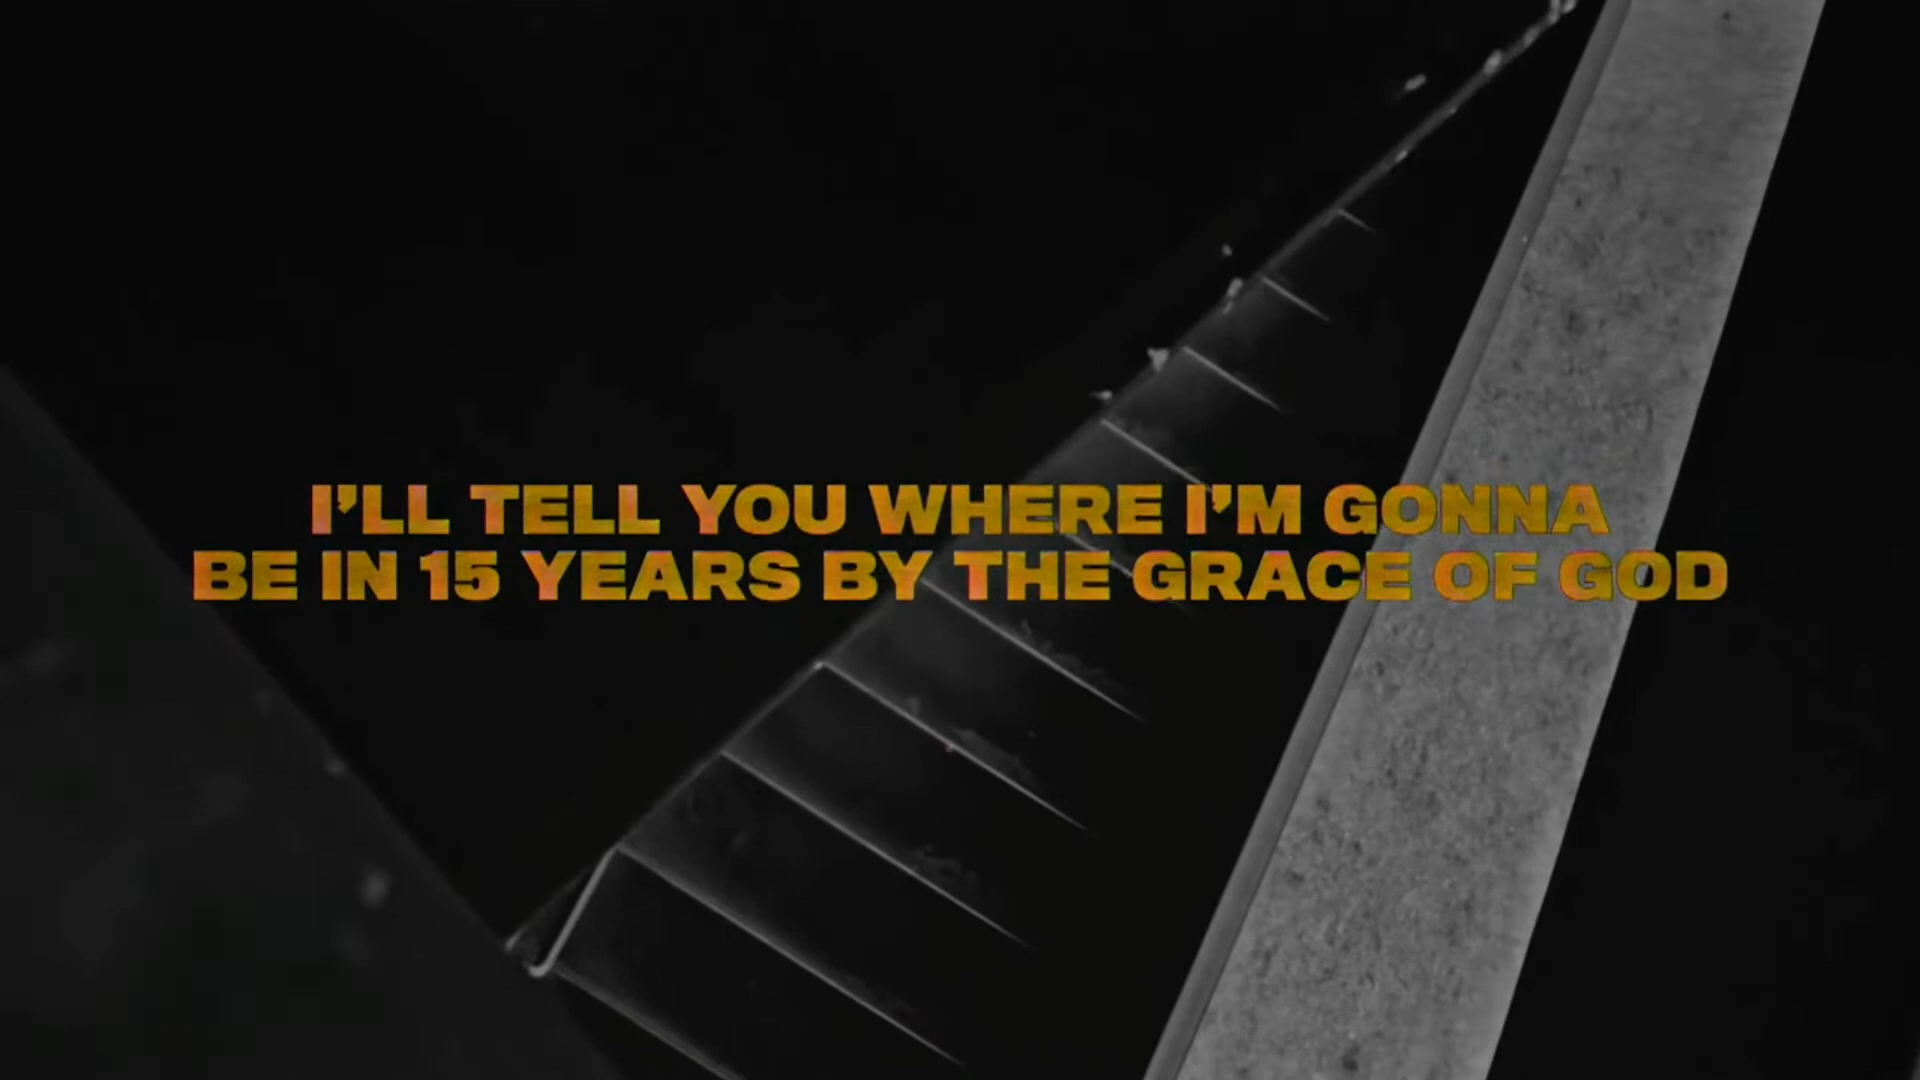 I’LL TELL YOU WHERE I’M GONNA
BE IN 15 YEARS BY THE GRACE OF GOD